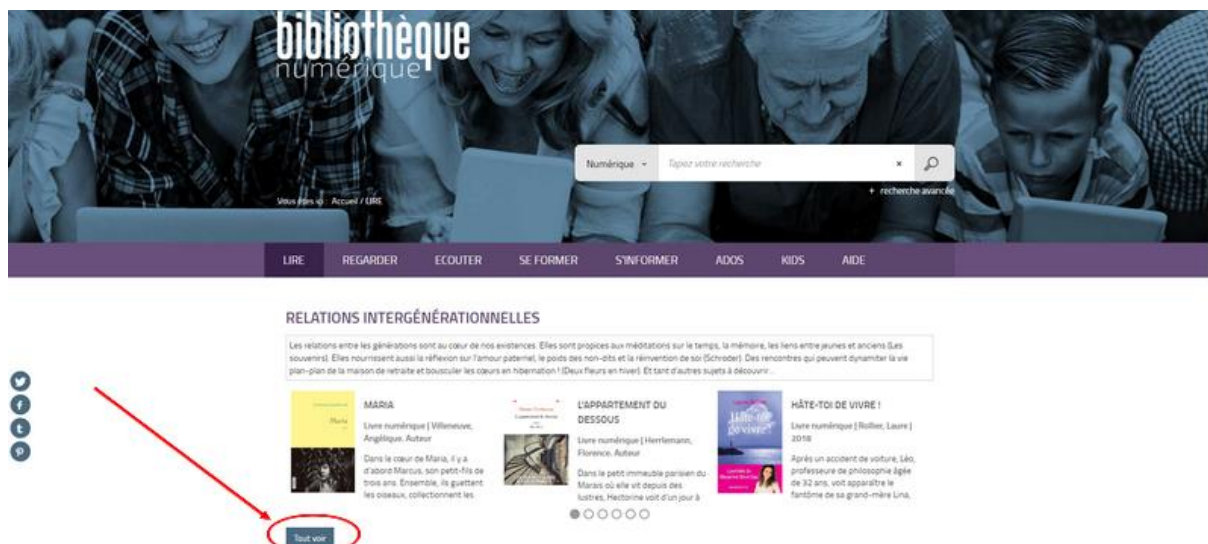 bibliothèque
numérique
Numérique
Tapez votre recherche
×
+ recherche avancée
Vous êtes ici : Accueil / LIRE
LIRE REGARDER ECOUTER SE FORMER S'INFORMER ADOS KIDS AIDE
RELATIONS INTERGÉNÉRATIONNELLES
Les relations entre les générations sont au cœur de nos existences. Elles sont propices aux méditations sur le temps, la mémoire, les liens entre jeunes et anciens (Les
souvenirs). Elles nourrissent aussi la réflexion sur l'amour paternel, le poids des non-dits et la réinvention de soi (Schroder). Des rencontres qui peuvent dynamiter la vie
plan-plan de la maison de retraite et bousculer les cœurs en hibernation ! (Deux fleurs en hiver). Et tant d'autres sujets à découvrir...
Maria
MARIA
Livre numérique | Villeneuve,
Angélique. Auteur
Dans le cœur de Maria, il y a
d'abord Marcus, son petit-fils de
trois ans. Ensemble, ils guettent
les oiseaux, collectionnent les
L'APPARTEMENT DU
DESSOUS
Livre numérique | Herrlemann,
Florence. Auteur
Dans le petit immeuble parisien du
Marais où elle vit depuis des
lustres, Hectorine voit d'un jour à
Hâte-toi
de vivre !
HÂTE-TOI DE VIVRE !
Livre numérique | Rollier, Laure |
2018
Après un accident de voiture, Léo,
professeure de philosophie âgée
de 32 ans, voit apparaître le
fantôme de sa grand-mère Lina,
Tout voir